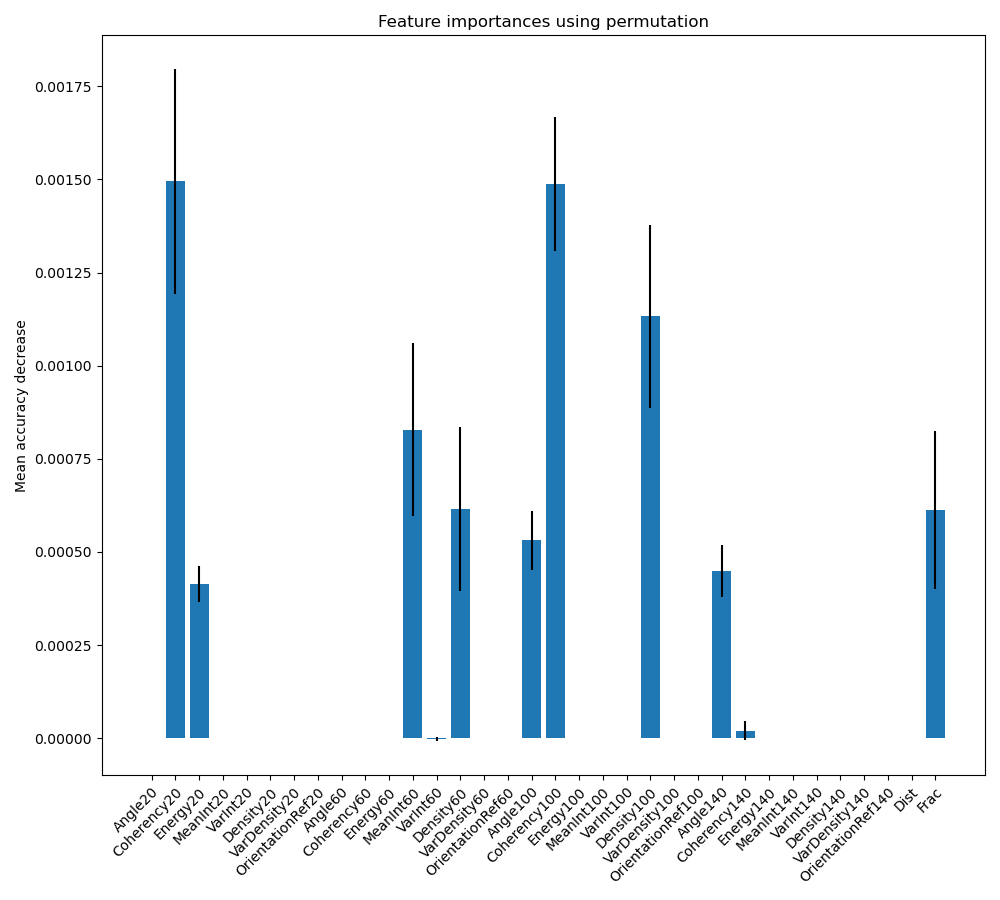 Feature importances using permutation
Mean accuracy decrease
0.00175
0.00150
0.00125
0.00100
0.00075
0.00050
0.00025
0.00000
Angle20
Coherency20
Energy20
MeanInt20
VarInt20
Density20
VarDensity20
OrientationRef20
Angle60
Coherency60
Energy60
MeanInt60
VarInt60
Density60
VarDensity60
OrientationRef60
Angle100
Coherency100
Energy100
MeanInt100
VarInt100
Density100
VarDensity100
OrientationRef100
Angle140
Coherency140
Energy140
MeanInt140
VarInt140
Density140
VarDensity140
OrientationRef140
Dist
Frac